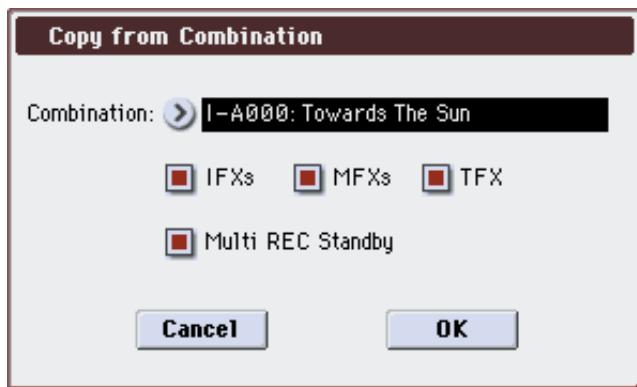 Copy from Combination
Combination: I-A000: Towards The Sun
IFXs MFXs TFX
Multi REC Standby
Cancel OK